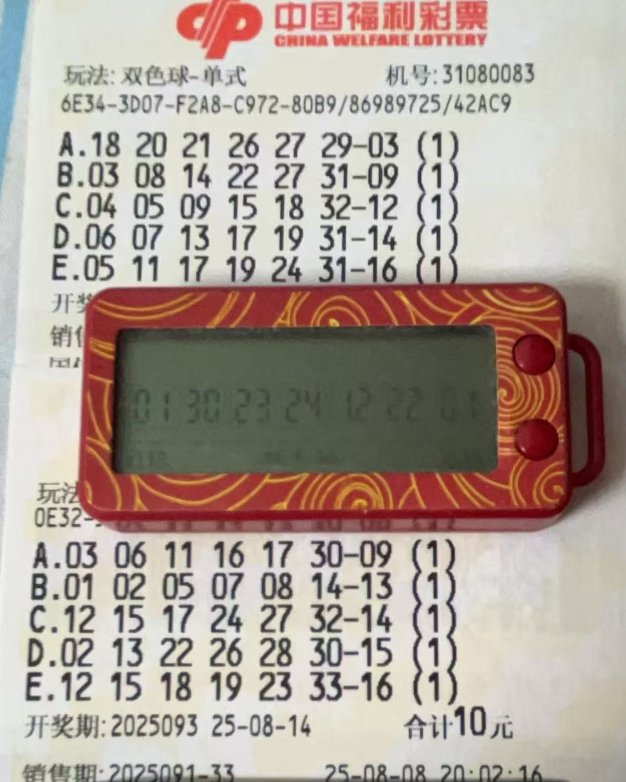 中国福利彩票
CHINA WELFARE LOTTERY
玩法: 双色球-单式 机号:31080083
6E34-3D07-F2A8-C972-80B9/86989725/42AC9
A.18 20 21 26 27 29-03 (1)
B.03 08 14 22 27 31-09 (1)
C.04 05 09 15 18 32-12 (1)
D.06 07 13 17 19 31-14 (1)
E.05 11 17 19 24 31-16 (1)
开奖
销售
01 30 23 24 12 22 01
玩法
0E32-
A.03 06 11 16 17 30-09 (1)
B.01 02 05 07 08 14-13 (1)
C.12 15 17 24 27 32-14 (1)
D.02 13 22 26 28 30-15 (1)
E.12 15 18 19 23 33-16 (1)
开奖期:2025093 25-08-14 合计10元
销售期:2025091-33 25-08-08 20:02:16